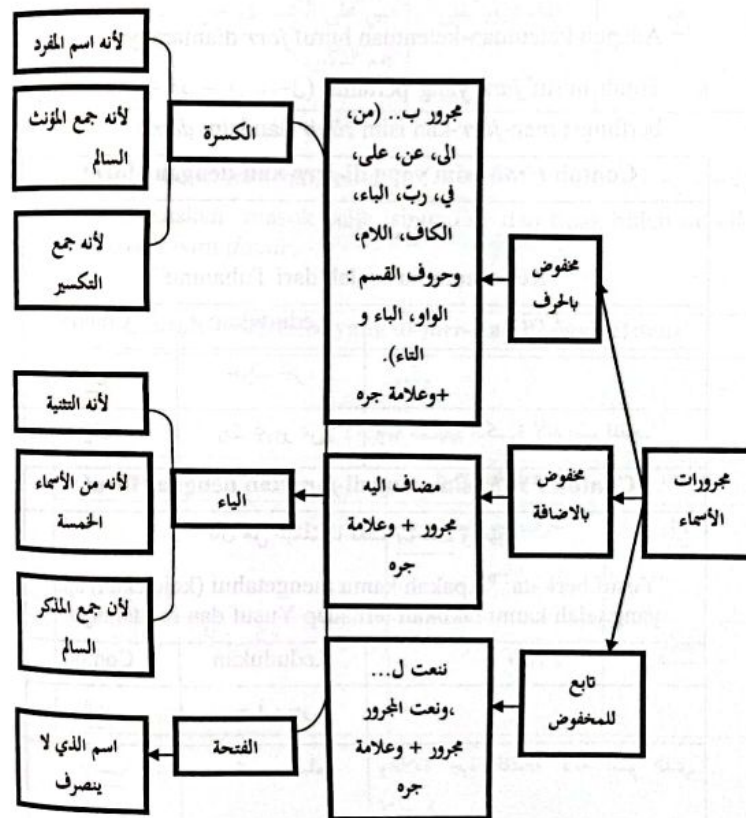 مجرورات
الأسماء
مخفوض
بالحرف
مخفوض
بالاضافة
تابع
للمخفوض
مجرور ب.. (من،
الى، عن، على،
في، ربّ، الباء،
الكاف، اللام،
وحروف القسم :
الواو، الباء و
التاء).
+وعلامة جره
مضاف اليه
مجرور + وعلامة
جره
ننعت ل...
،ونعت المجرور
مجرور + وعلامة
جره
الكسرة
الياء
الفتحة
لأنه اسم المفرد
لأنه جمع المؤنث
السالم
لأنه جمع
التكسير
لأنه التثنية
لأنه من الأسماء
الخمسة
لأن جمع المذكر
السالم
اسم الذي لا
ينصرف